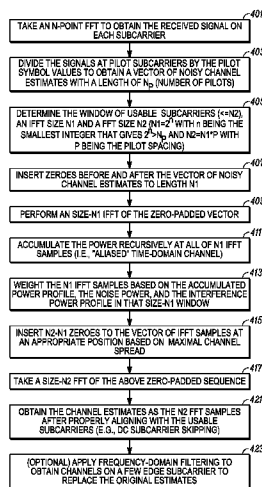 401
TAKE AN N-POINT FFT TO OBTAIN THE RECEIVED SIGNAL ON
EACH SUBCARRIER
403
DIVIDE THE SIGNALS AT PILOT SUBCARRIERS BY THE PILOT
SYMBOL VALUES TO OBTAIN A VECTOR OF NOISY CHANNEL
ESTIMATES WITH A LENGTH OF Np (NUMBER OF PILOTS)
405
DETERMINE THE WINDOW OF USABLE SUBCARRIERS (<=N2),
AN IFFT SIZE N1 AND A FFT SIZE N2 (N1=2^n WITH n BEING THE
SMALLEST INTEGER THAT GIVES 2^n>Np AND N2=N1*P WITH
P BEING THE PILOT SPACING)
407
INSERT ZEROES BEFORE AND AFTER THE VECTOR OF NOISY
CHANNEL ESTIMATES TO LENGTH N1
409
PERFORM AN SIZE-N1 IFFT OF THE ZERO-PADDED VECTOR
411
ACCUMULATE THE POWER RECURSIVELY AT ALL OF N1 IFFT
SAMPLES (I.E., "ALIASED" TIME-DOMAIN CHANNEL)
413
WEIGHT THE N1 IFFT SAMPLES BASED ON THE ACCUMULATED
POWER PROFILE, THE NOISE POWER, AND THE INTERFERENCE
POWER PROFILE IN THAT SIZE-N1 WINDOW
415
INSERT N2-N1 ZEROES TO THE VECTOR OF IFFT SAMPLES AT
AN APPROPRIATE POSITION BASED ON MAXIMAL CHANNEL
SPREAD
417
TAKE A SIZE-N2 FFT OF THE ABOVE ZERO-PADDED SEQUENCE
421
OBTAIN THE CHANNEL ESTIMATES AS THE N2 FFT SAMPLES
AFTER PROPERLY ALIGNING WITH THE USABLE
SUBCARRIERS (E.G., DC SUBCARRIER SKIPPING)
423
(OPTIONAL) APPLY FREQUENCY-DOMAIN FILTERING TO
OBTAIN CHANNELS ON A FEW EDGE SUBCARRIER TO
REPLACE THE ORIGINAL ESTIMATES